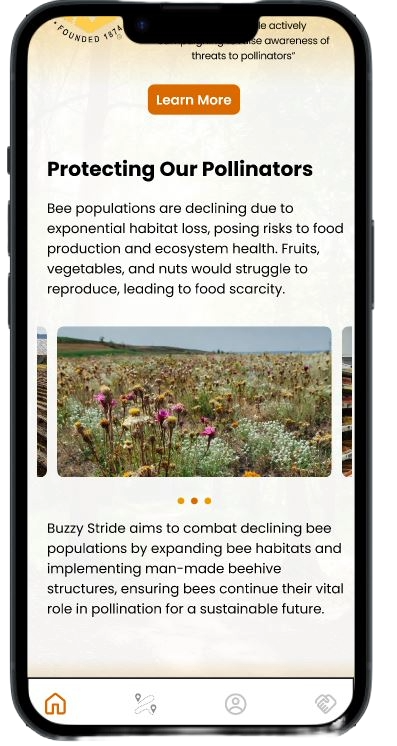 • FOUNDED 1874
le actively
se awareness of
threats to pollinators"
Learn More
Protecting Our Pollinators
Bee populations are declining due to
exponential habitat loss, posing risks to food
production and ecosystem health. Fruits,
vegetables, and nuts would struggle to
reproduce, leading to food scarcity.
Buzzy Stride aims to combat declining bee
populations by expanding bee habitats and
implementing man-made beehive
structures, ensuring bees continue their vital
role in pollination for a sustainable future.